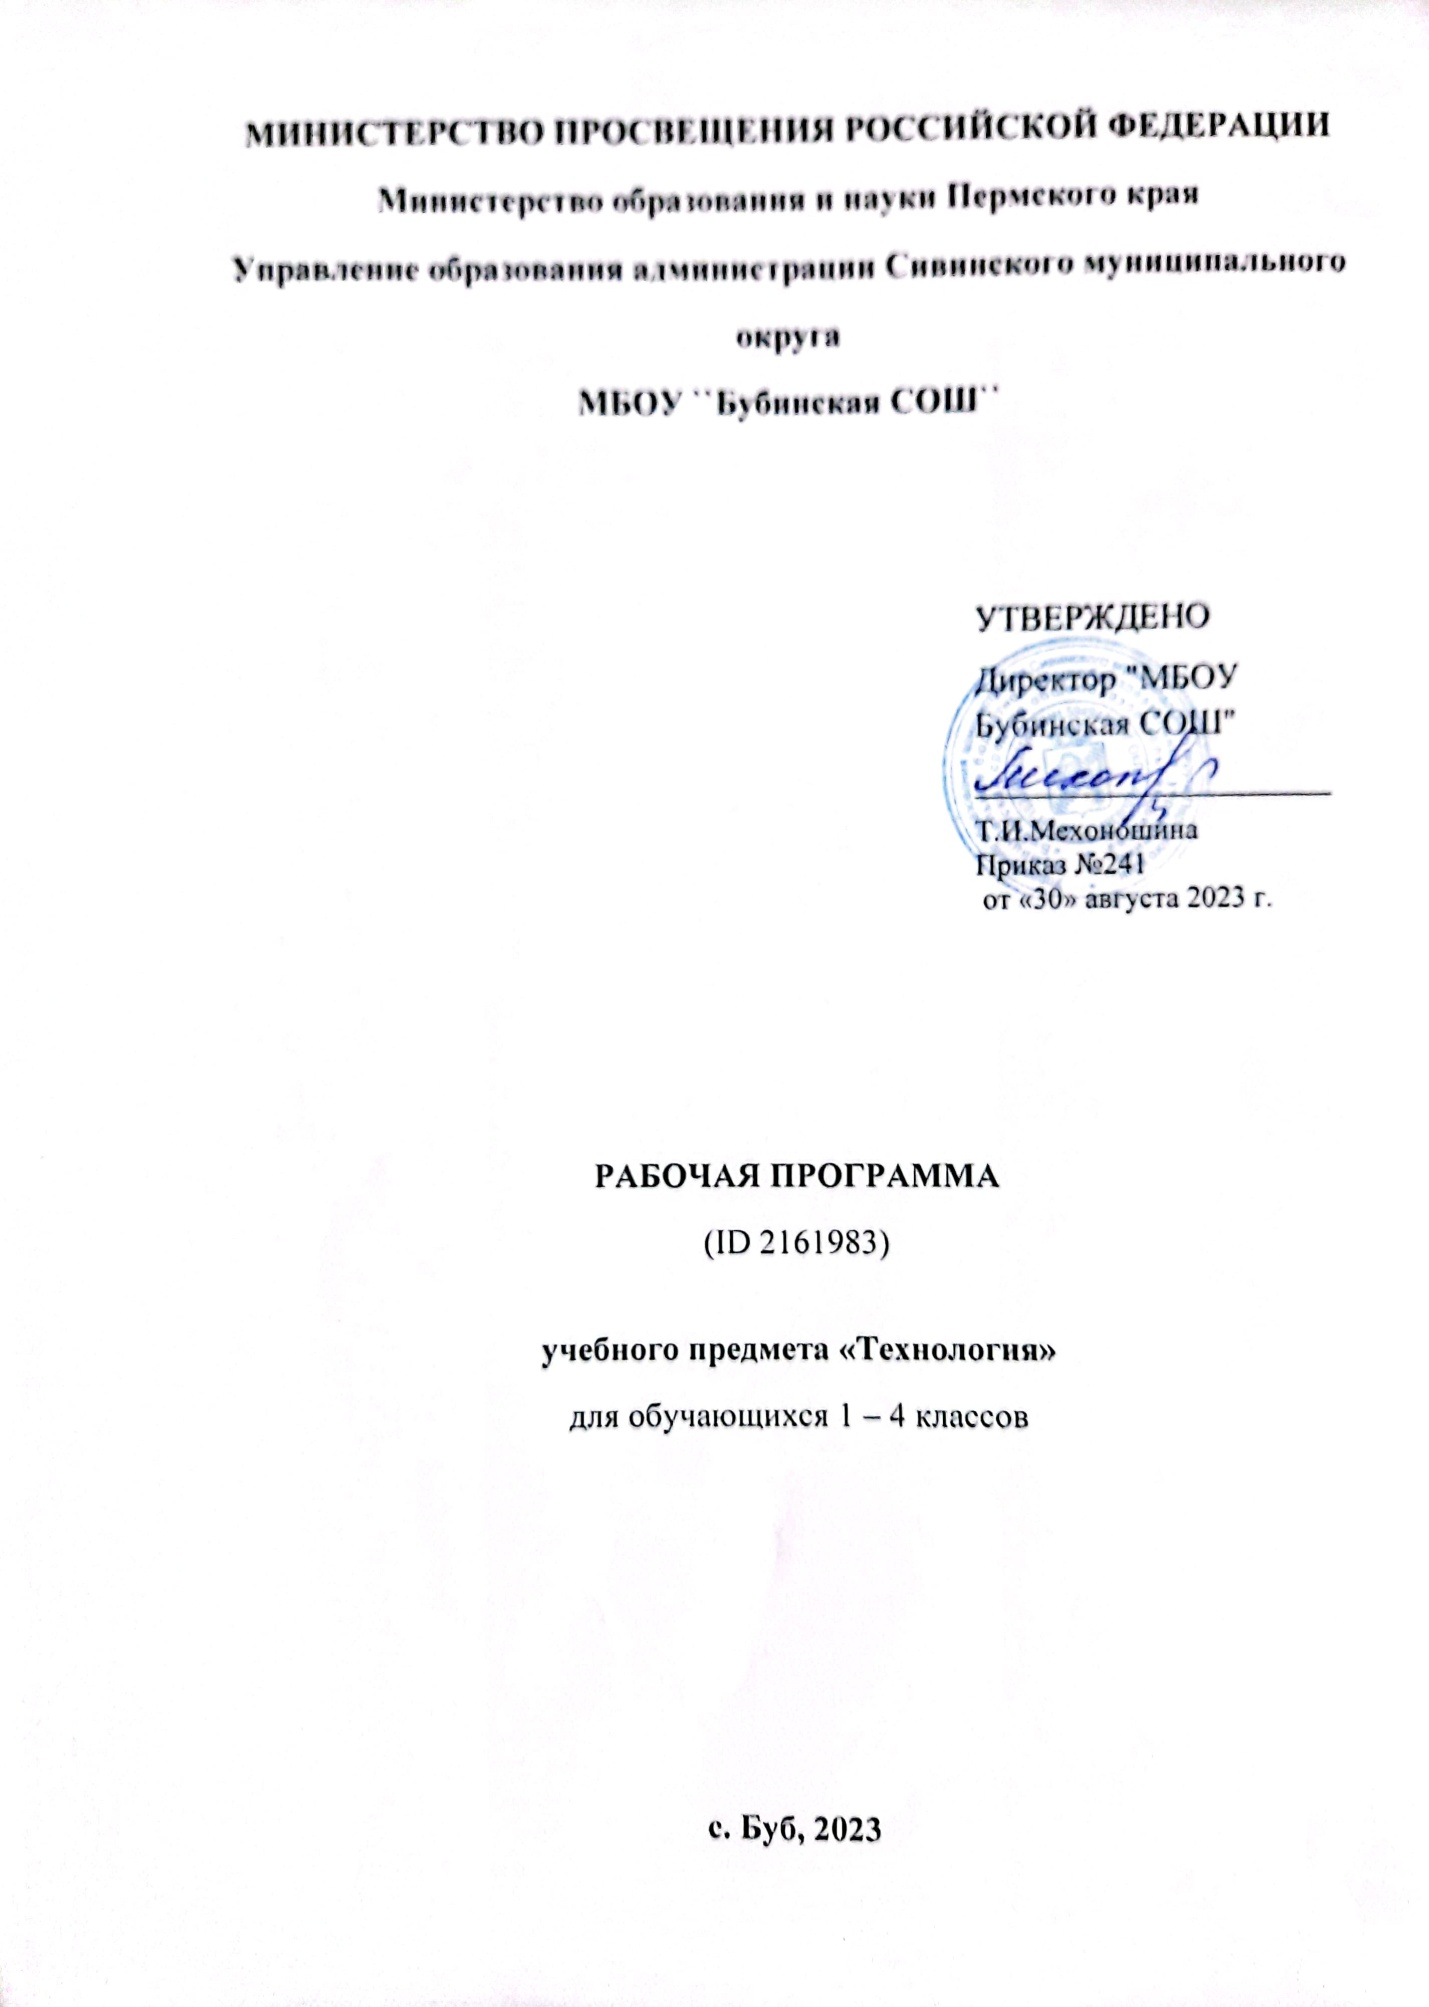 МИНИСТЕРСТВО ПРОСВЕЩЕНИЯ РОССИЙСКОЙ ФЕДЕРАЦИИ
Министерство образования и науки Пермского края
Управление образования администрации Сивинского муниципального
округа
МБОУ ``Бубинская СОШ``
УТВЕРЖДЕНО
Директор "МБОУ
Бубинская СОШ"
Т.И.Мехоношина
Приказ №241
от «30» августа 2023 г.
РАБОЧАЯ ПРОГРАММА
(ID 2161983)
учебного предмета «Технология»
для обучающихся 1 – 4 классов
с. Буб, 2023